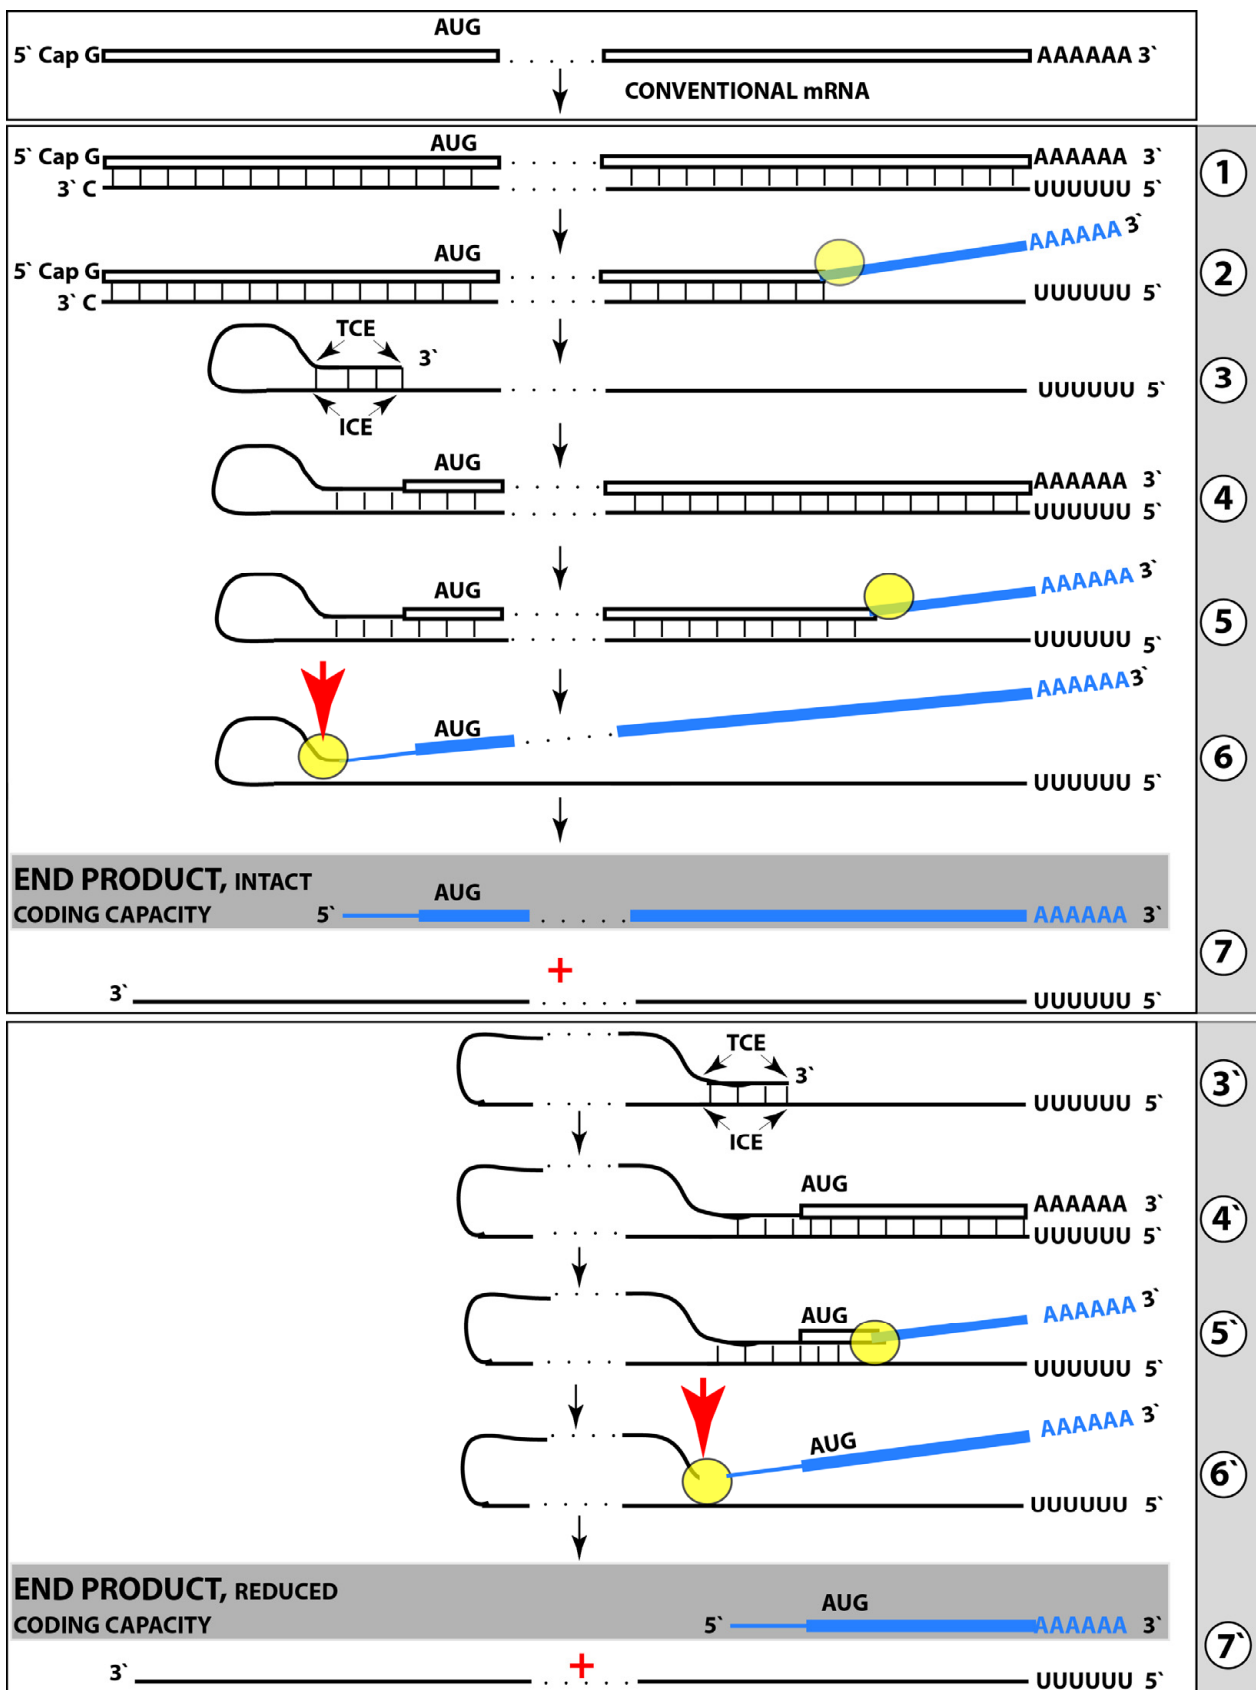 AUG
5` Cap G . . . . . AAAAAA 3`
CONVENTIONAL mRNA
AUG
5` Cap G . . . . . AAAAAA 3`
3` C . . . . . UUUUUU 5`
1
AUG
AAAAAA 3`
5` Cap G . . . . .
3` C . . . . . UUUUUU 5`
2
TCE
3`
. . . . . UUUUUU 5`
ICE
3
AUG
. . . . . AAAAAA 3`
. . . . . UUUUUU 5`
4
AUG
AAAAAA 3`
. . . . . UUUUUU 5`
5
AUG
AAAAAA 3`
UUUUUU 5`
6
END PRODUCT, INTACT
AUG
CODING CAPACITY 5` . . . . . AAAAAA 3`
+
3` . . . . . UUUUUU 5`
7
TCE
3`
UUUUUU 5`
ICE
3`
AUG
AAAAAA 3`
UUUUUU 5`
4`
AUG
AAAAAA 3`
UUUUUU 5`
5`
AUG
AAAAAA 3`
UUUUUU 5`
6`
END PRODUCT, REDUCED
AUG
CODING CAPACITY 5` AAAAAA 3`
+
3` . . . . . UUUUUU 5`
7`